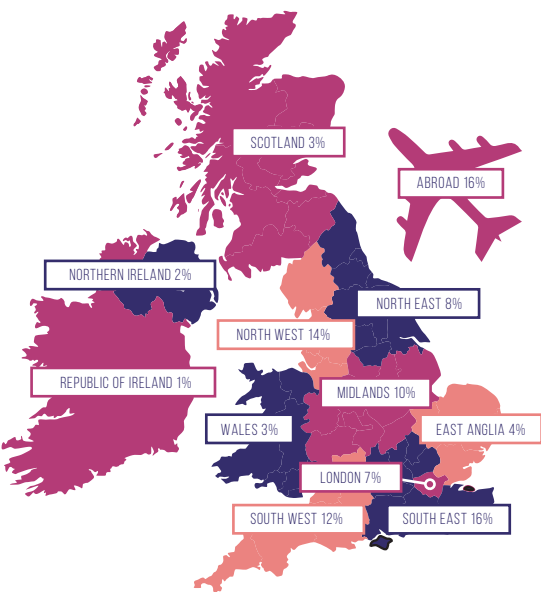 SCOTLAND 3%
ABROAD 16%
NORTHERN IRELAND 2%
NORTH EAST 8%
NORTH WEST 14%
REPUBLIC OF IRELAND 1%
MIDLANDS 10%
WALES 3%
EAST ANGLIA 4%
LONDON 7%
SOUTH WEST 12%
SOUTH EAST 16%